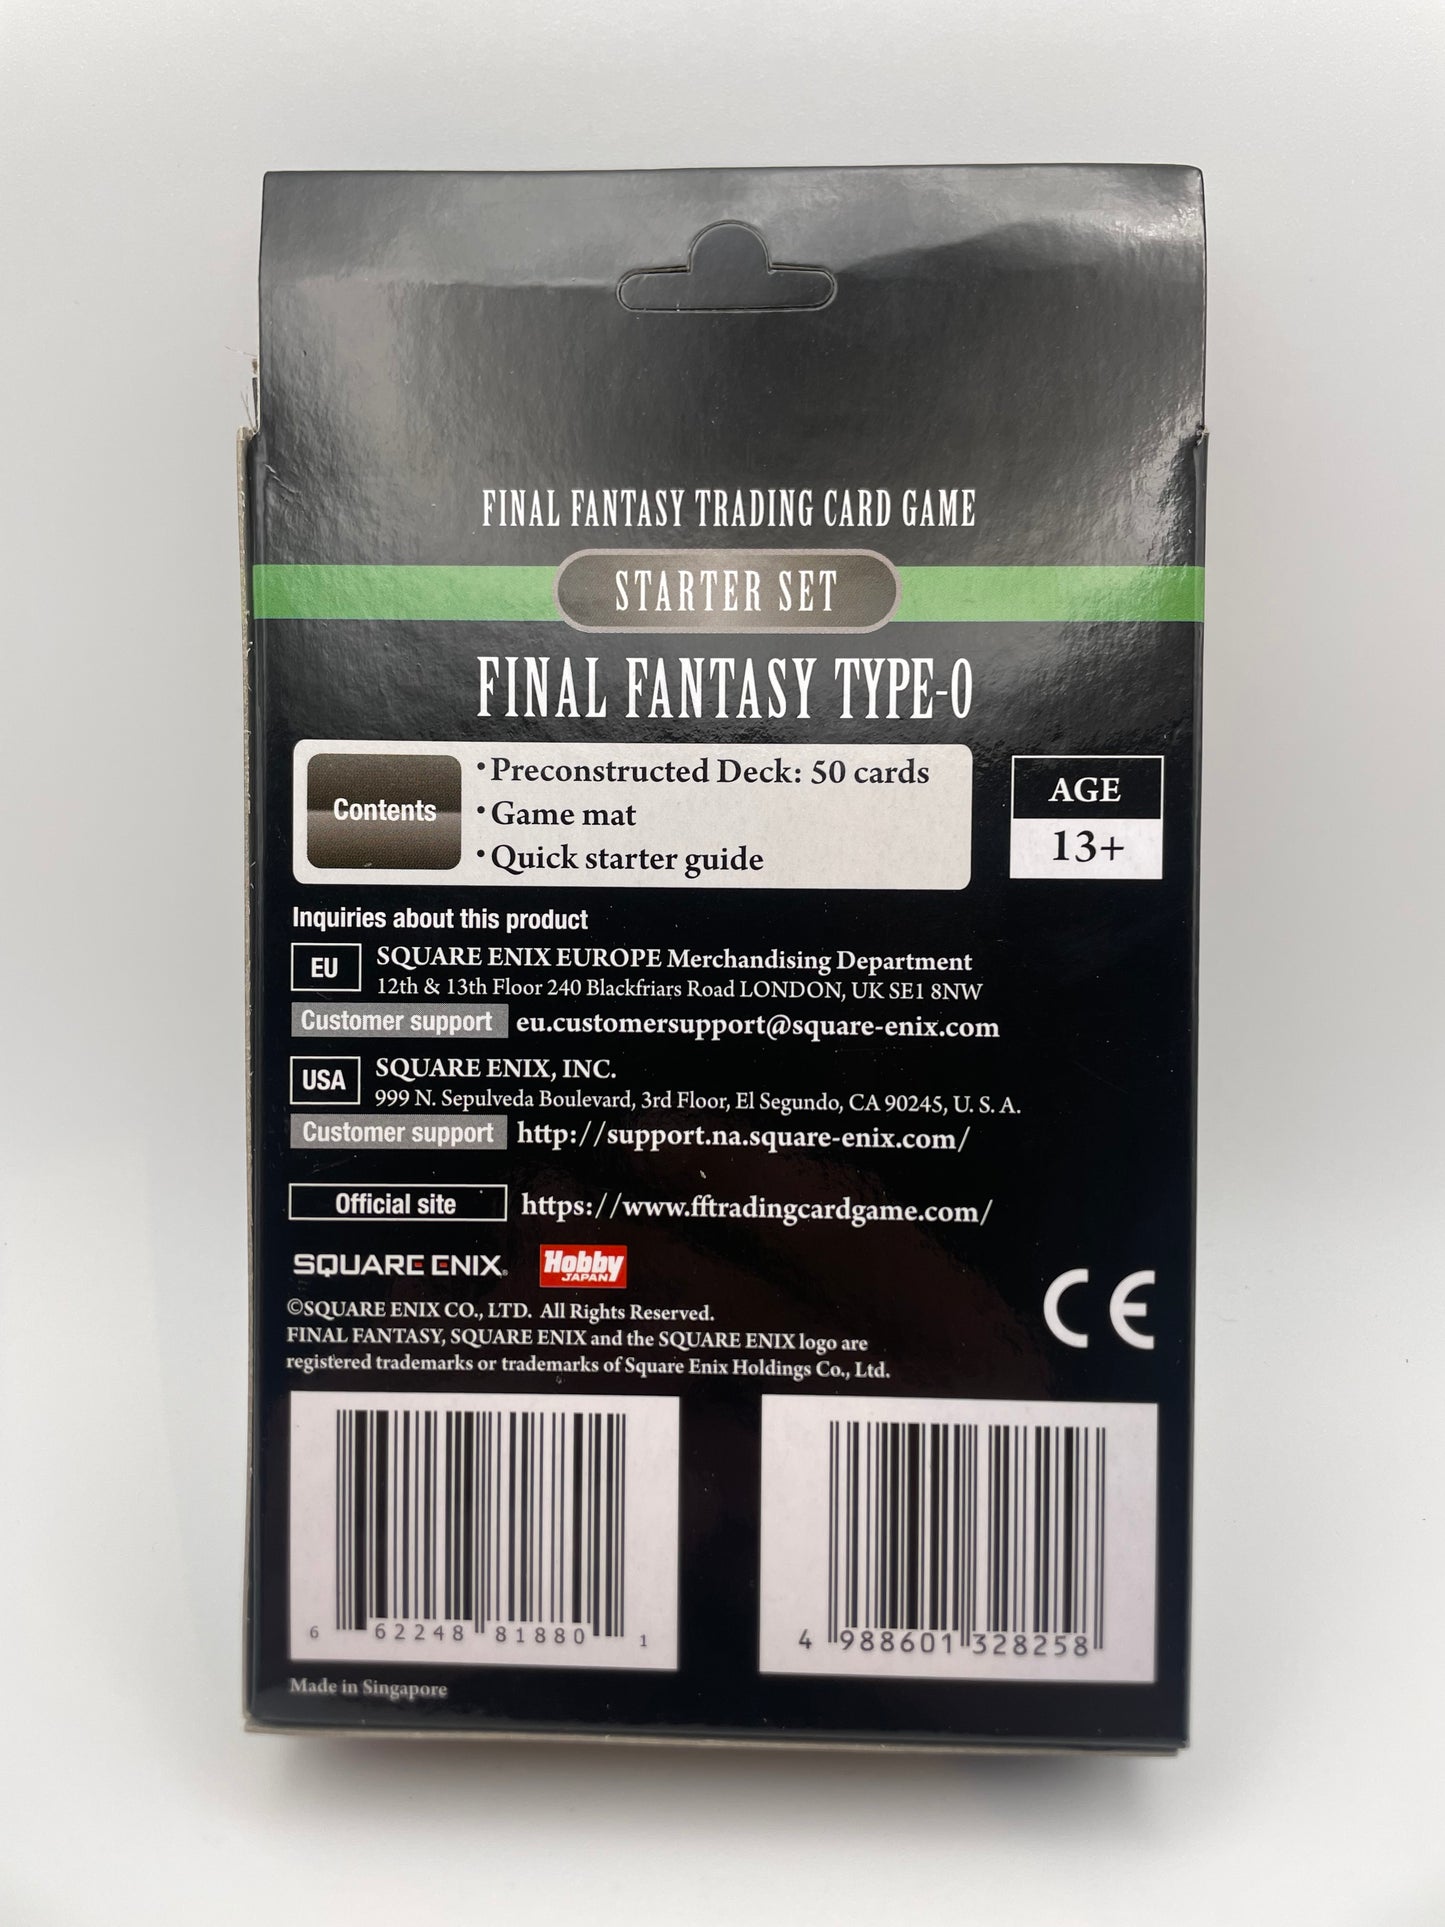 FINAL FANTASY TRADING CARD GAME
STARTER SET
FINAL FANTASY TYPE-0
Contents
•Preconstructed Deck: 50 cards
•Game mat
•Quick starter guide
AGE
13+
Inquiries about this product
EU
SQUARE ENIX EUROPE Merchandising Department
12th & 13th Floor 240 Blackfriars Road LONDON, UK SE1 8NW
Customer support eu.customersupport@square-enix.com
USA
SQUARE ENIX, INC.
999 N. Sepulveda Boulevard, 3rd Floor, El Segundo, CA 90245, U. S. A.
Customer support http://support.na.square-enix.com/
Official site https://www.fftradingcardgame.com/
SQUARE ENIX®
Hobby
JAPAN
CE
©SQUARE ENIX CO., LTD. All Rights Reserved.
FINAL FANTASY, SQUARE ENIX and the SQUARE ENIX logo are
registered trademarks or trademarks of Square Enix Holdings Co., Ltd.
6 62248 81880 1
4 988601 328258
Made in Singapore